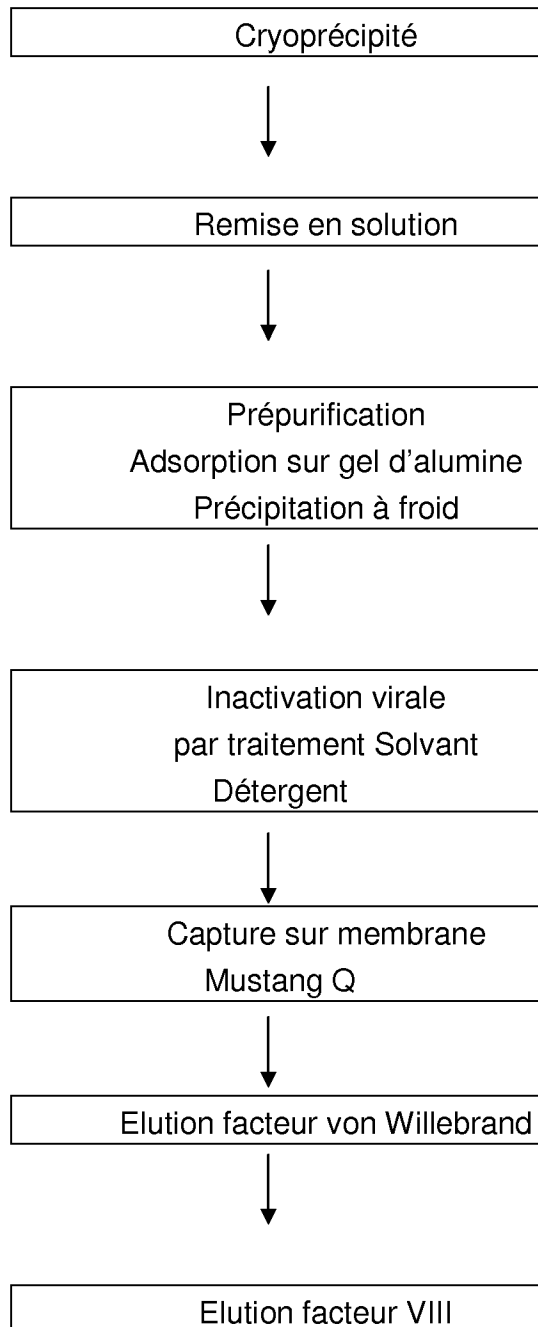 Cryoprécipité
Remise en solution
Prépurification
Adsorption sur gel d'alumine
Précipitation à froid
Inactivation virale
par traitement Solvant
Détergent
Capture sur membrane
Mustang Q
Elution facteur von Willebrand
Elution facteur VIII